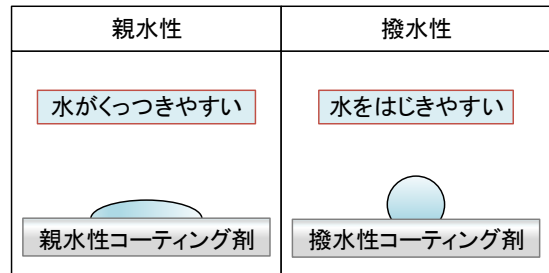 親水性
撥水性
水がくっつきやすい
水をはじきやすい
親水性コーティング剤
撥水性コーティング剤